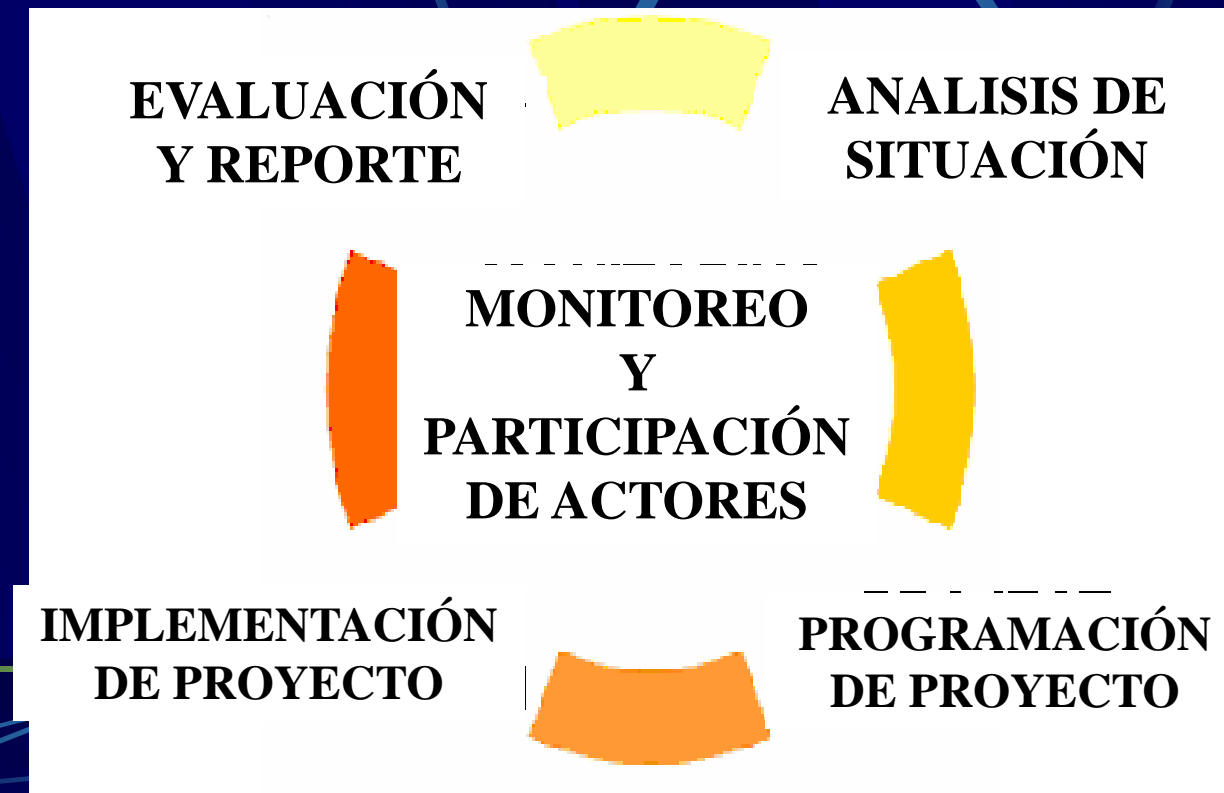 EVALUACIÓN
Y REPORTE
ANALISIS DE
SITUACIÓN
MONITOREO
Y
PARTICIPACIÓN
DE ACTORES
IMPLEMENTACIÓN
DE PROYECTO
PROGRAMACIÓN
DE PROYECTO